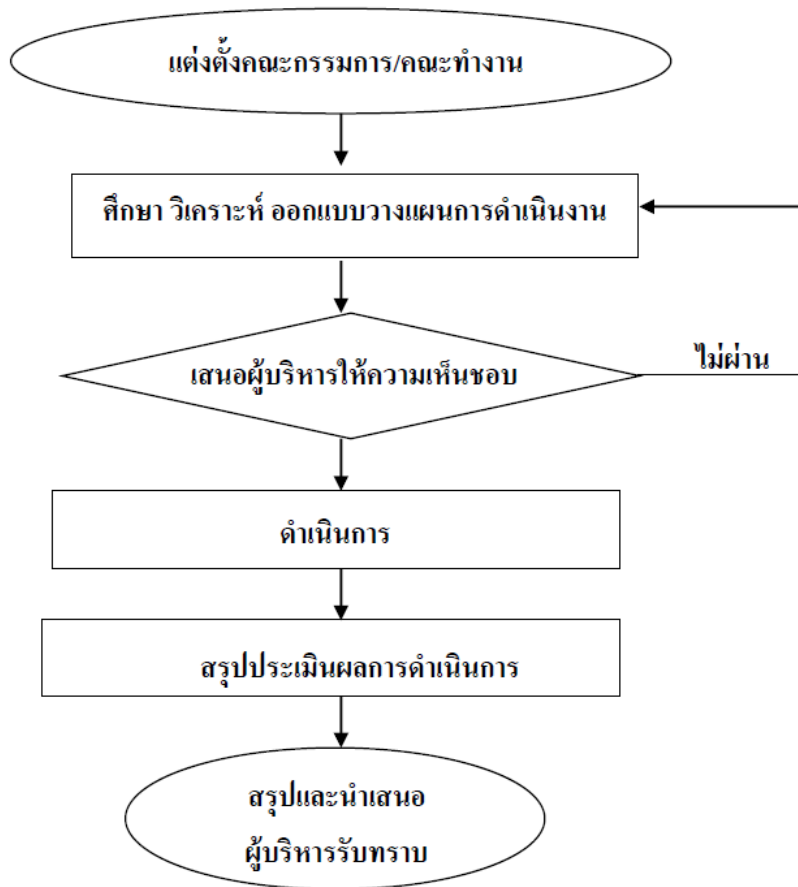 แต่งตั้งคณะกรรมการ/คณะทำงาน
ศึกษา วิเคราะห์ ออกแบบวางแผนการดำเนินงาน
เสนอผู้บริหารให้ความเห็นชอบ
ไม่ผ่าน
ดำเนินการ
สรุปประเมินผลการดำเนินการ
สรุปและนำเสนอ
ผู้บริหารรับทราบ